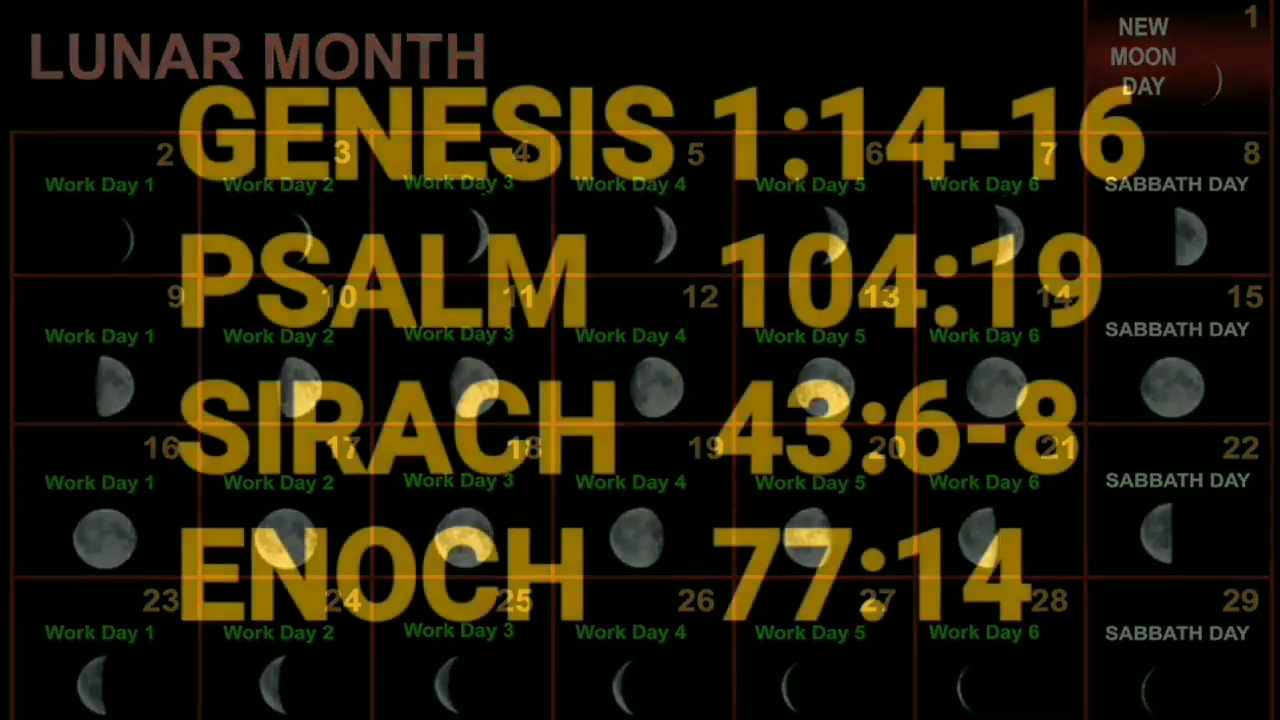 LUNAR MONTH
NEW
MOON
DAY
1
GENESIS 1:14-16
2 3 4 5 6 7 8
Work Day 1 Work Day 2 Work Day 3 Work Day 4 Work Day 5 Work Day 6 SABBATH DAY
PSALM 104:19
9 10 11 12 13 14 15
Work Day 1 Work Day 2 Work Day 3 Work Day 4 Work Day 5 Work Day 6 SABBATH DAY
SIRACH 43:6-8
16 17 18 19 20 21 22
Work Day 1 Work Day 2 Work Day 3 Work Day 4 Work Day 5 Work Day 6 SABBATH DAY
ENOCH 77:14
23 24 25 26 27 28 29
Work Day 1 Work Day 2 Work Day 3 Work Day 4 Work Day 5 Work Day 6 SABBATH DAY